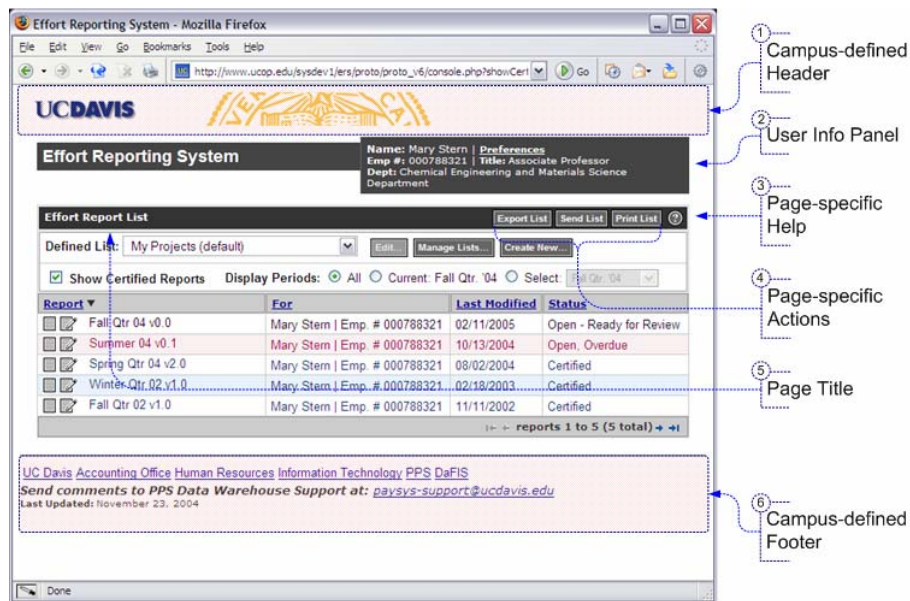 Effort Reporting System - Mozilla Firefox
File Edit View Go Bookmarks Tools Help
http://www.ucop.edu/sysdev1/ers/proto/proto_v6/console.php?showCert Go
UCDAVIS
Effort Reporting System
Name: Mary Stern | Preferences
Emp #: 000788321 | Title: Associate Professor
Dept: Chemical Engineering and Materials Science
Department
Effort Report List Export List Send List Print List ?
Defined List: My Projects (default) Edit... Manage Lists... Create New...
Show Certified Reports Display Periods: All Current: Fall Qtr. '04 Select: Fall Qtr. '04
Report For Last Modified Status
Fall Qtr 04 v0.0 Mary Stern | Emp. # 000788321 02/11/2005 Open - Ready for Review
Summer 04 v0.1 Mary Stern | Emp. # 000788321 10/13/2004 Open, Overdue
Spring Qtr 04 v2.0 Mary Stern | Emp. # 000788321 08/02/2004 Certified
Winter Qtr 02 v1.0 Mary Stern | Emp. # 000788321 02/18/2003 Certified
Fall Qtr 02 v1.0 Mary Stern | Emp. # 000788321 11/11/2002 Certified
reports 1 to 5 (5 total)
UC Davis Accounting Office Human Resources Information Technology PPS DaFIS
Send comments to PPS Data Warehouse Support at: paysys-support@ucdavis.edu
Last Updated: November 23, 2004
Done
1
Campus-defined
Header
2
User Info Panel
3
Page-specific
Help
4
Page-specific
Actions
5
Page Title
6
Campus-defined
Footer